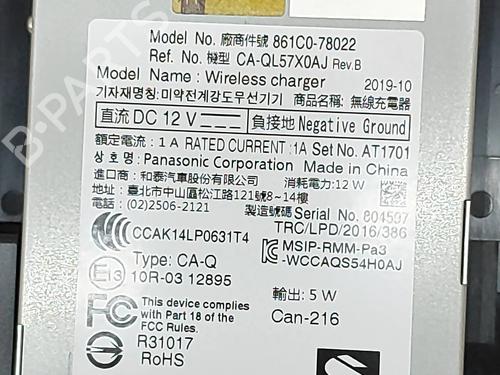 Model No. 廠商件號 861C0-78022
Ref. No. 機型 CA-QL57X0AJ Rev.B
Model Name : Wireless charger 2019-10
기자재명칭: 미약전계강도무선기기 商品名稱: 無線充電器
直流 DC 12 V 負接地 Negative Ground
額定電流 : 1 A RATED CURRENT :1A Set No. AT1701
상 호 명 : Panasonic Corporation Made in China
進口商 : 和泰汽車股份有限公司 消耗電力:12 W
地址 : 臺北市中山區松江路121號8~14樓
電話 : (02)2506-2121 製造號碼 Serial No. 804507
TRC/LPD/2016/386
CCAK14LP0631T4
MSIP-RMM-Pa3
-WCCAQS54H0AJ
E13
Type: CA-Q
10R-03 12895
輸出: 5 W
FC
This device complies
with Part 18 of the
FCC Rules.
Can-216
R31017
RoHS